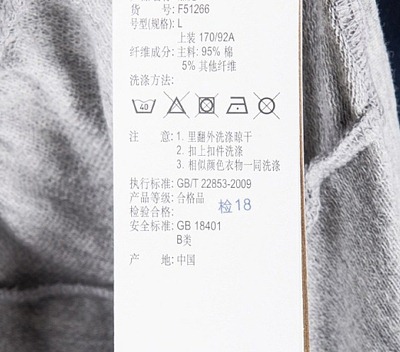 货 号: F51266
号型(规格): L
上装 170/92A
纤维成分: 主料: 95% 棉
5% 其他纤维
洗涤方法:
40
注 意: 1. 里翻外洗涤晾干
2. 扣上扣件洗涤
3. 相似颜色衣物一同洗涤
执行标准: GB/T 22853-2009
产品等级: 合格品
检验合格: 检18
安全标准: GB 18401
B类
产 地: 中国